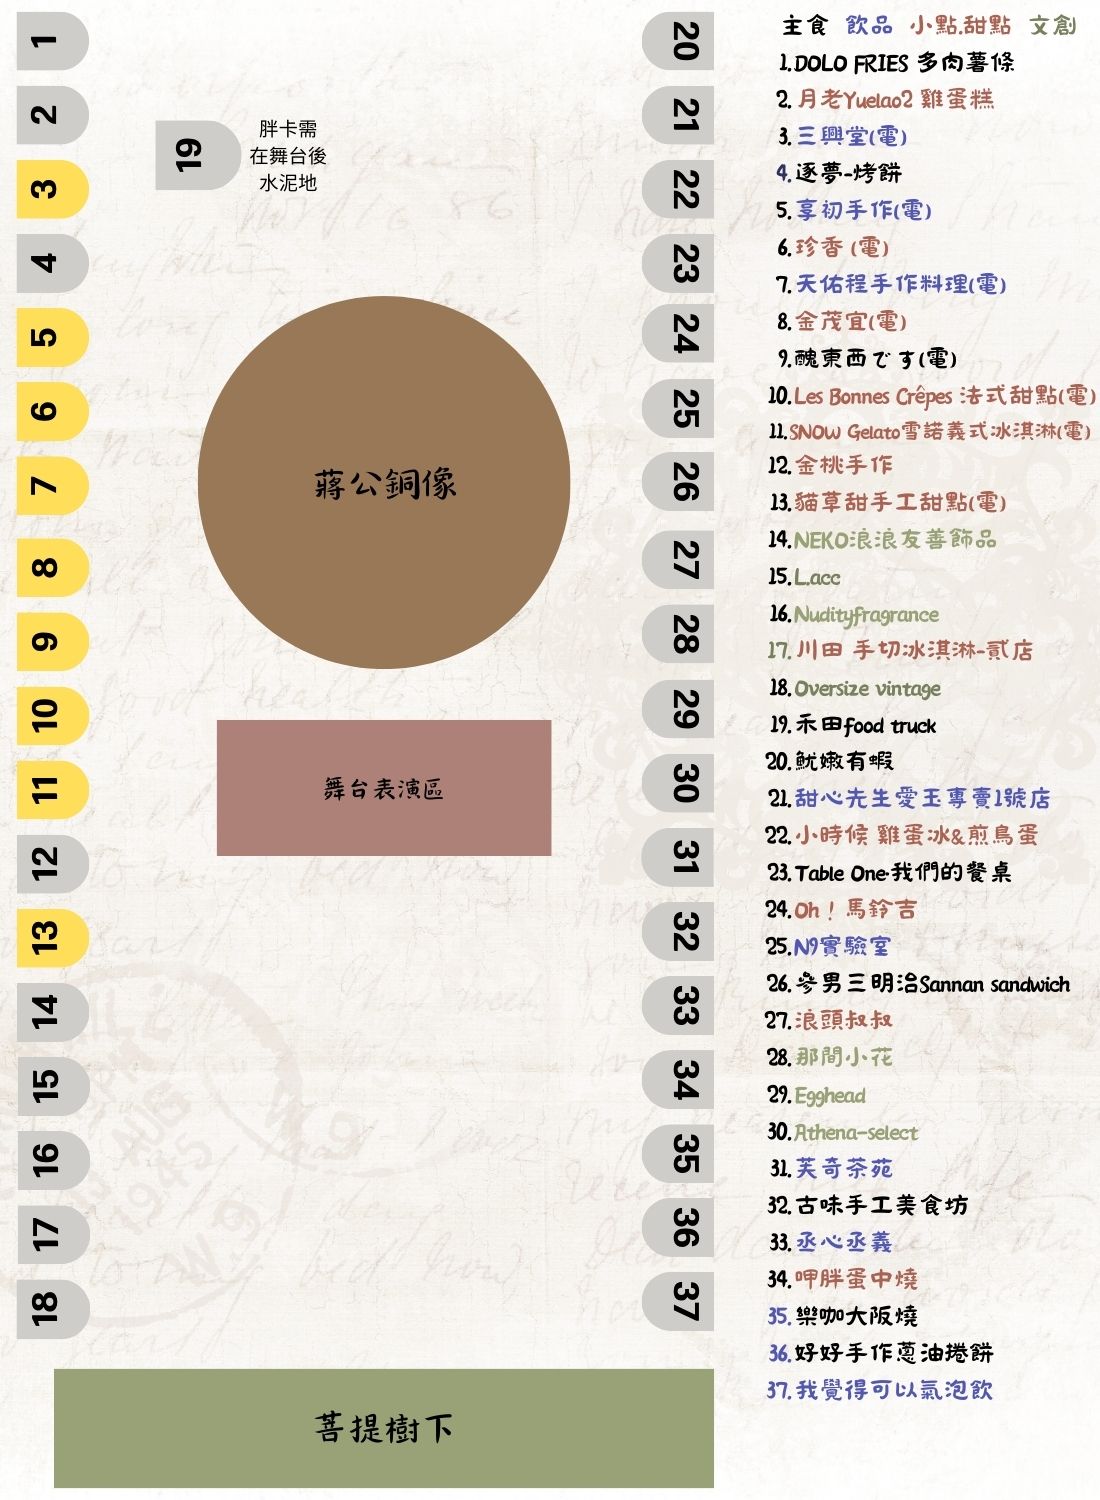 1
2
3
4
5
6
7
8
9
10
11
12
13
14
15
16
17
18
19
胖卡需
在舞台後
水泥地
蔣公銅像
舞台表演區
菩提樹下
20
21
22
23
24
25
26
27
28
29
30
31
32
33
34
35
36
37
主食 飲品 小點.甜點 文創
1.DOLO FRIES 多肉薯條
2.月老Yuelao2 雞蛋糕
3.三興堂(電)
4.逐夢-烤餅
5.享初手作(電)
6.珍香 (電)
7.天佑程手作料理(電)
8.金茂宜(電)
9.醜東西です(電)
10.Les Bonnes Crêpes 法式甜點(電)
11.SNOW Gelato雪諾義式冰淇淋(電)
12.金桃手作
13.貓草甜手工甜點(電)
14.NEKO浪浪友善飾品
15.L.acc
16.Nudityfragrance
17.川田 手切冰淇淋-貳店
18.Oversize vintage
19.禾田food truck
20.魷嫩有蝦
21.甜心先生愛玉專賣1號店
22.小時候 雞蛋冰&煎鳥蛋
23.Table One·我們的餐桌
24.Oh！馬鈴吉
25.N9實驗室
26.參男三明治Sannan sandwich
27.浪頭叔叔
28.那間小花
29.Egghead
30.Athena-select
31.芙奇茶苑
32.古味手工美食坊
33.丞心丞義
34.呷胖蛋中燒
35.樂咖大阪燒
36.好好手作蔥油捲餅
37.我覺得可以氣泡飲